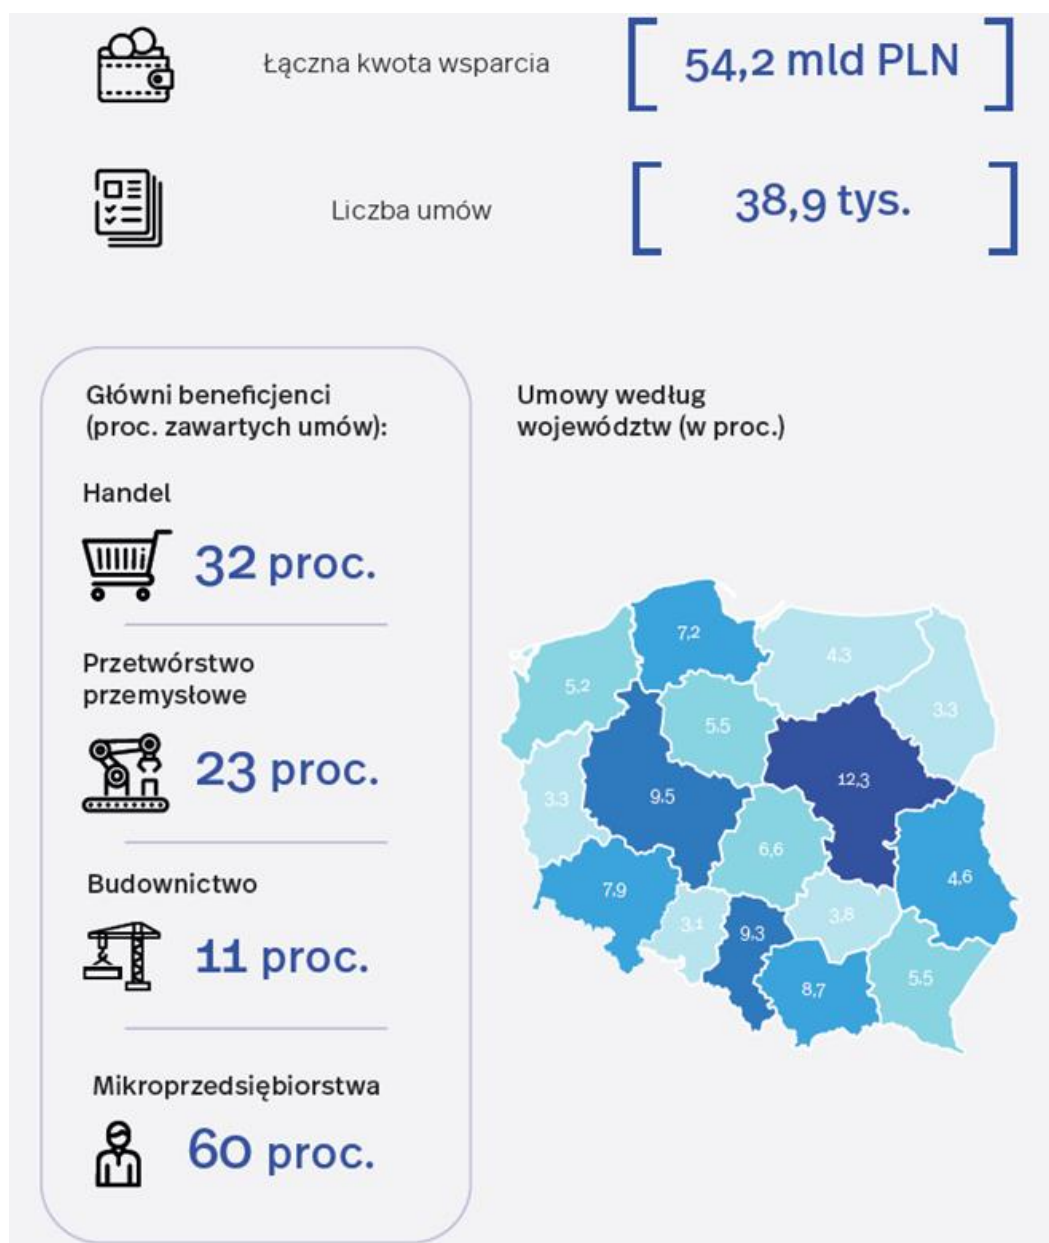 Łączna kwota wsparcia
54,2 mld PLN
Liczba umów
38,9 tys.
Główni beneficjenci
(proc. zawartych umów):
Handel
32 proc.
Przetwórstwo
przemysłowe
23 proc.
Budownictwo
11 proc.
Mikroprzedsiębiorstwa
60 proc.
Umowy według
województw (w proc.)
7,2
4,3
5,2
3,3
5,5
12,3
3,3
9,5
6,6
4,6
7,9
3,1
9,3
3,8
8,7
5,5